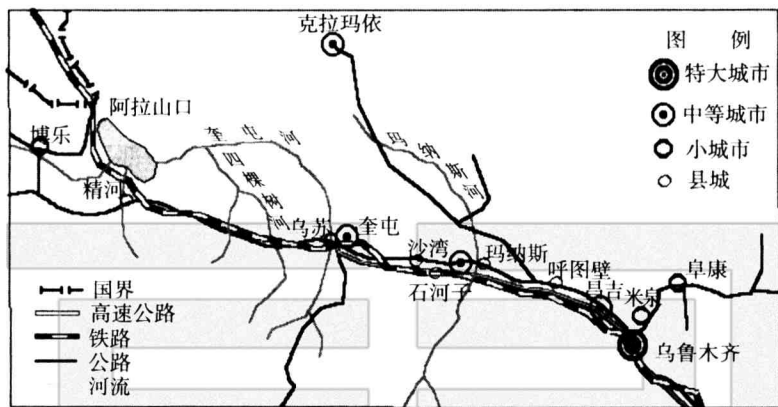 克拉玛依
图 例
特大城市
中等城市
小城市
县城
阿拉山口
博乐
精河
奎屯河
四棵树河
玛纳斯河
乌苏
奎屯
沙湾
石河子
玛纳斯
呼图壁
昌吉
米泉
阜康
乌鲁木齐
国界
高速公路
铁路
公路
河流